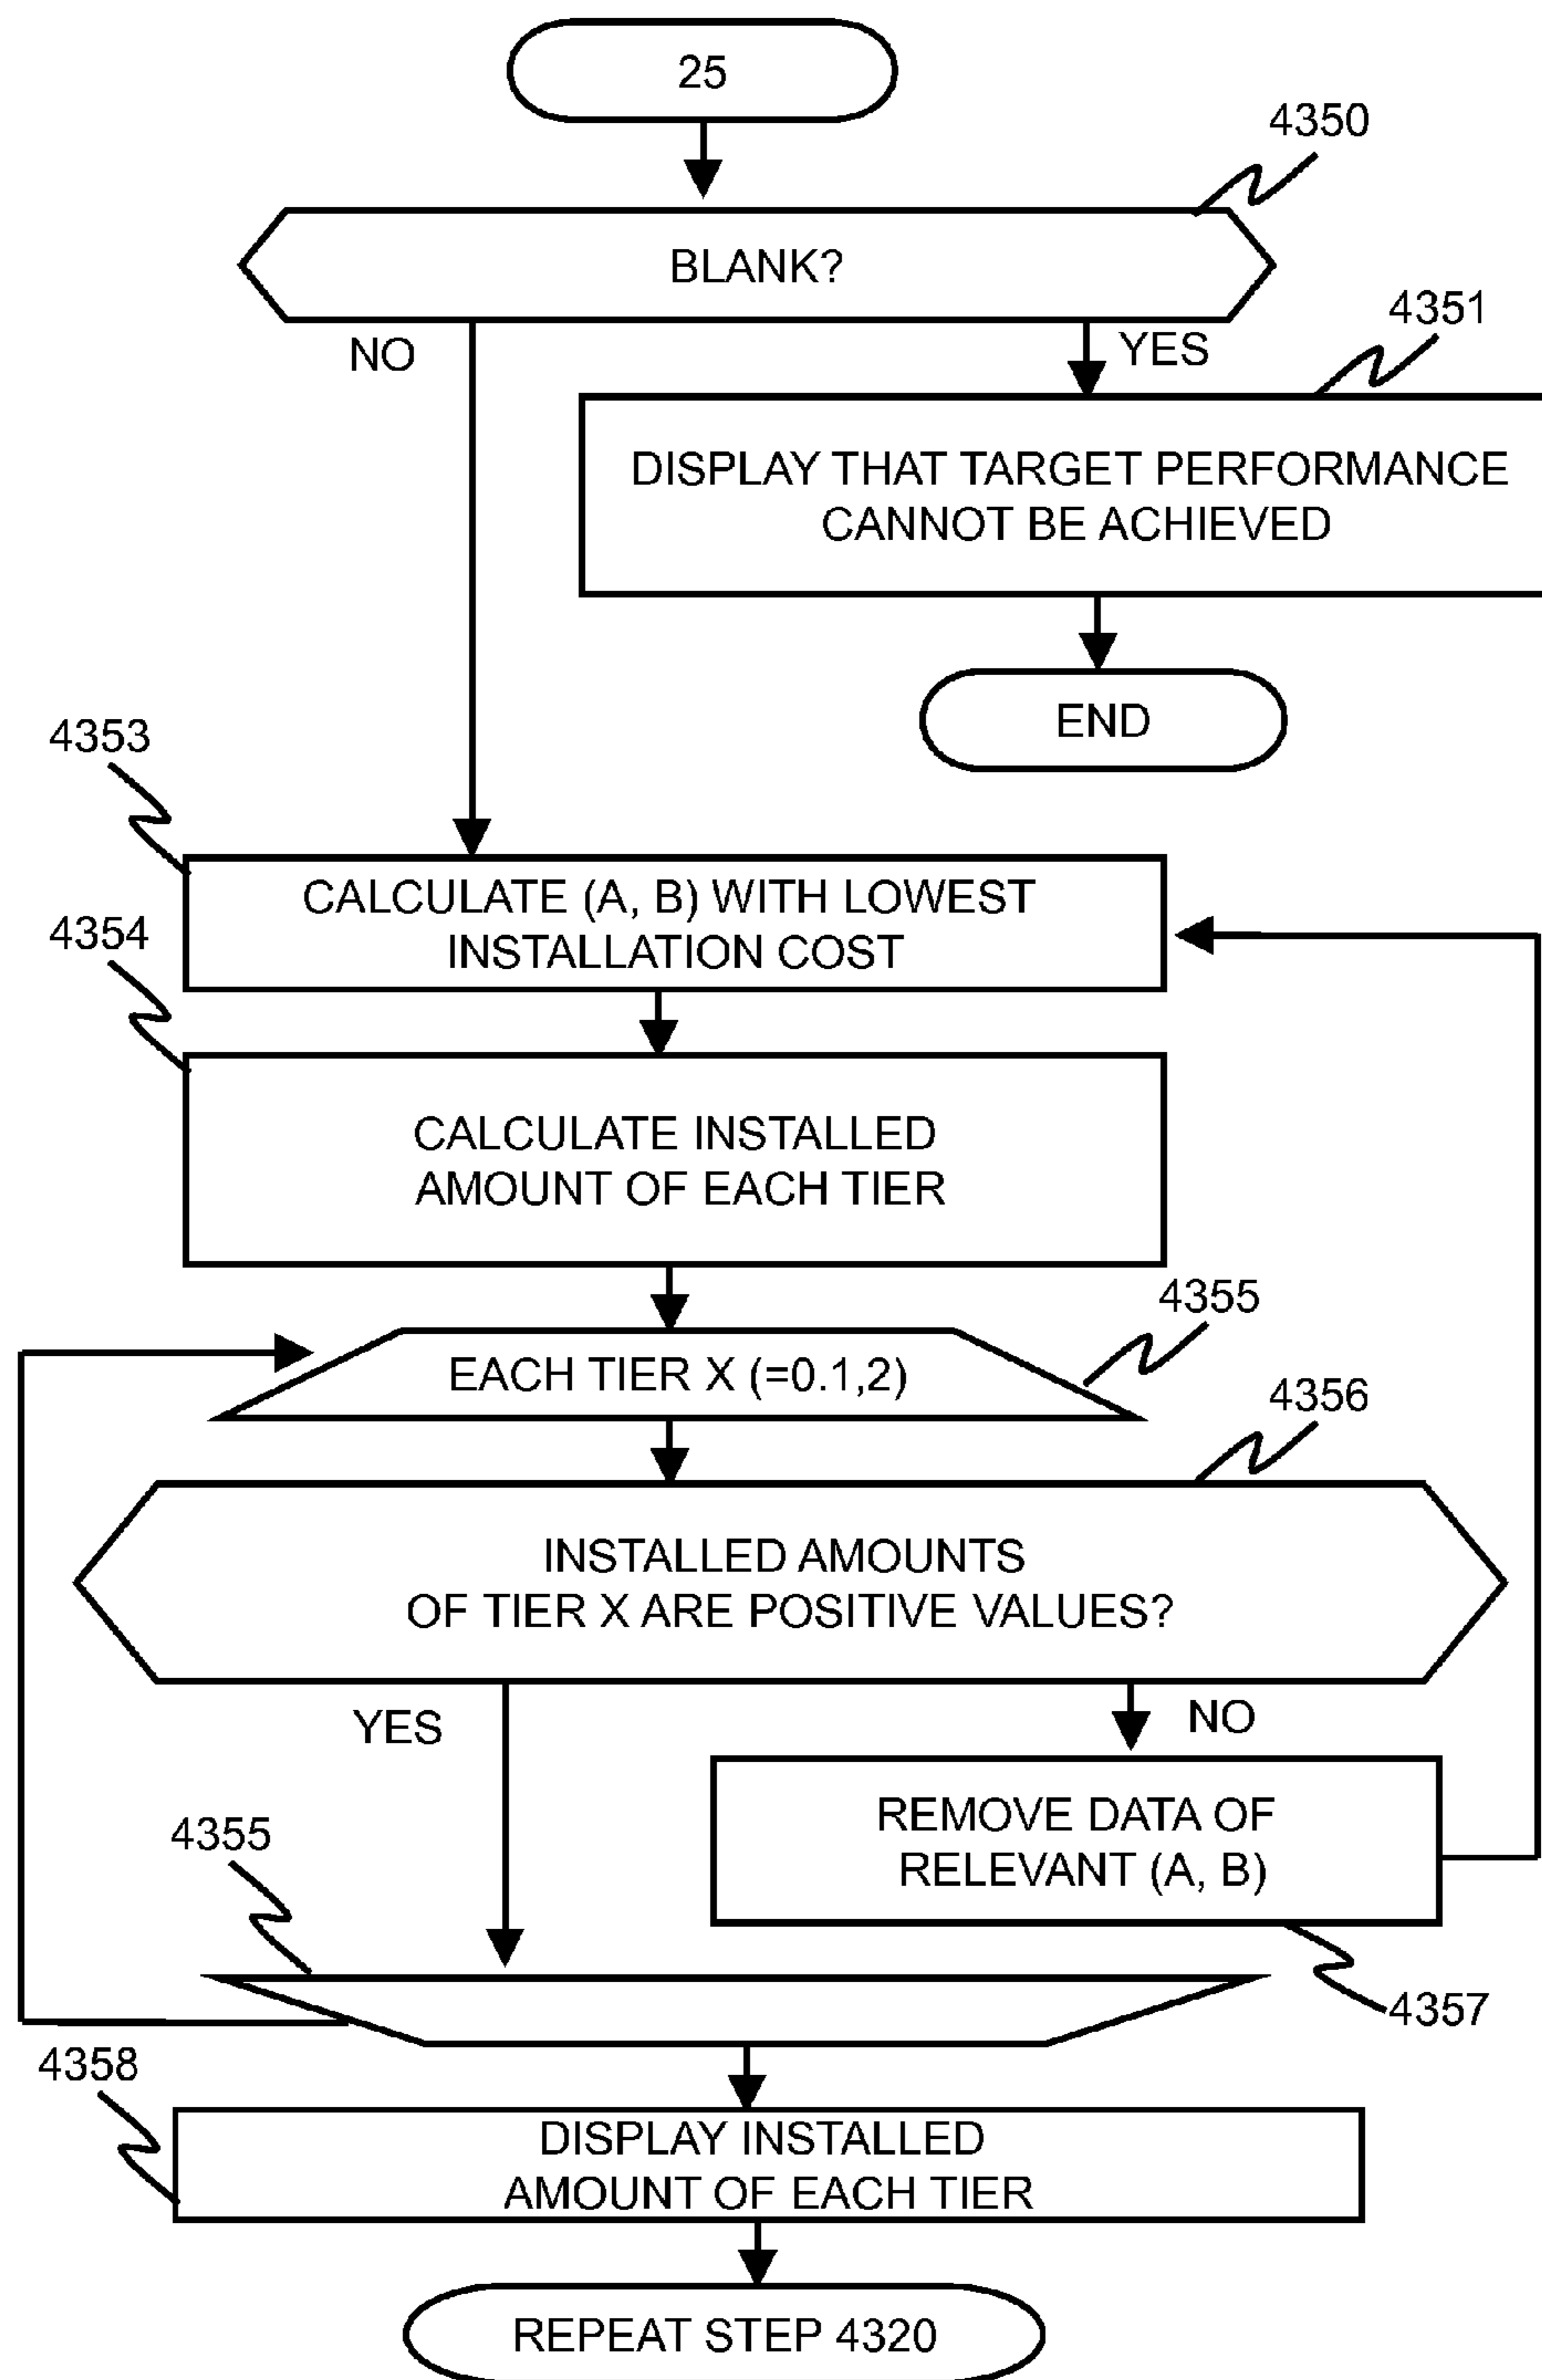 25
4350
BLANK?
4351
NO
YES
DISPLAY THAT TARGET PERFORMANCE
CANNOT BE ACHIEVED
END
4353
CALCULATE (A, B) WITH LOWEST
INSTALLATION COST
4354
CALCULATE INSTALLED
AMOUNT OF EACH TIER
4355
EACH TIER X (=0.1,2)
4356
INSTALLED AMOUNTS
OF TIER X ARE POSITIVE VALUES?
YES
NO
REMOVE DATA OF
RELEVANT (A, B)
4355
4357
4358
DISPLAY INSTALLED
AMOUNT OF EACH TIER
REPEAT STEP 4320